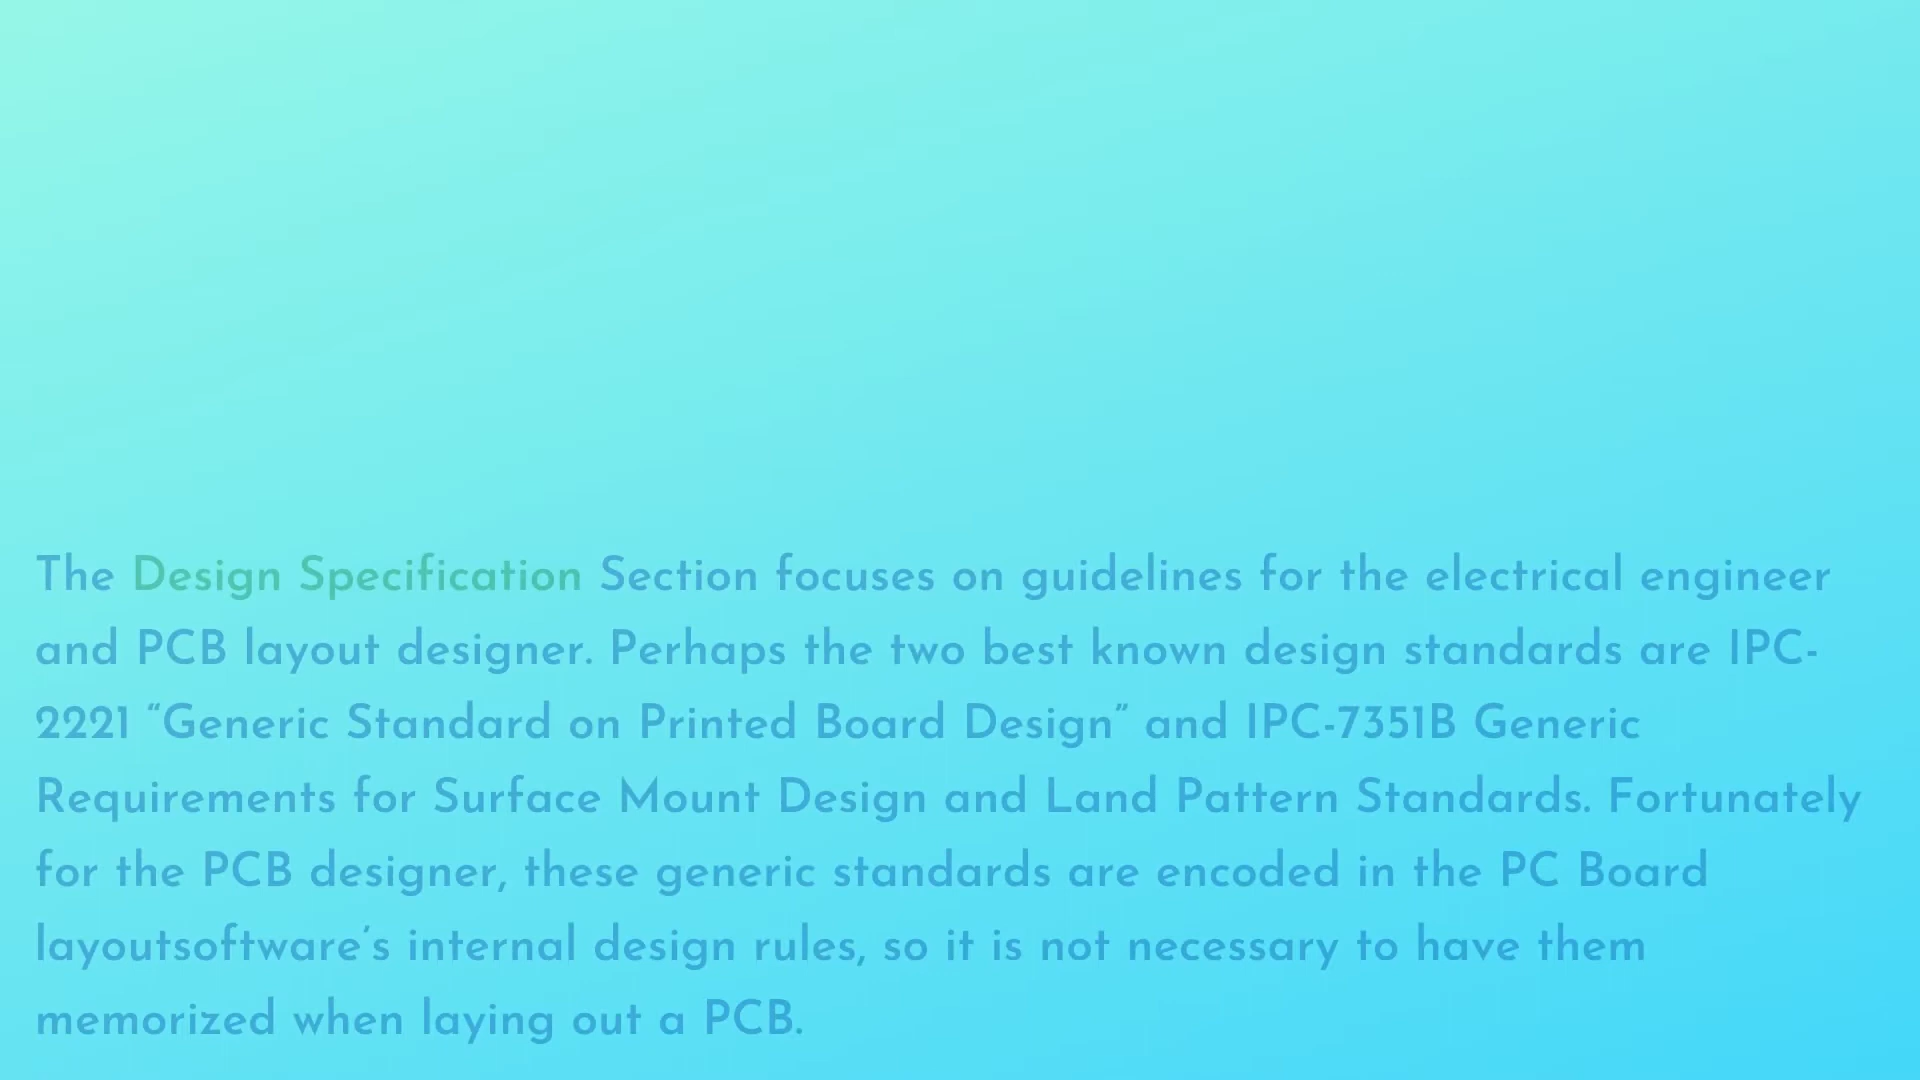 The Design Specification Section focuses on guidelines for the electrical engineer
and PCB layout designer. Perhaps the two best known design standards are IPC-
2221 “Generic Standard on Printed Board Design” and IPC-7351B Generic
Requirements for Surface Mount Design and Land Pattern Standards. Fortunately
for the PCB designer, these generic standards are encoded in the PC Board
layoutsoftware’s internal design rules, so it is not necessary to have them
memorized when laying out a PCB.